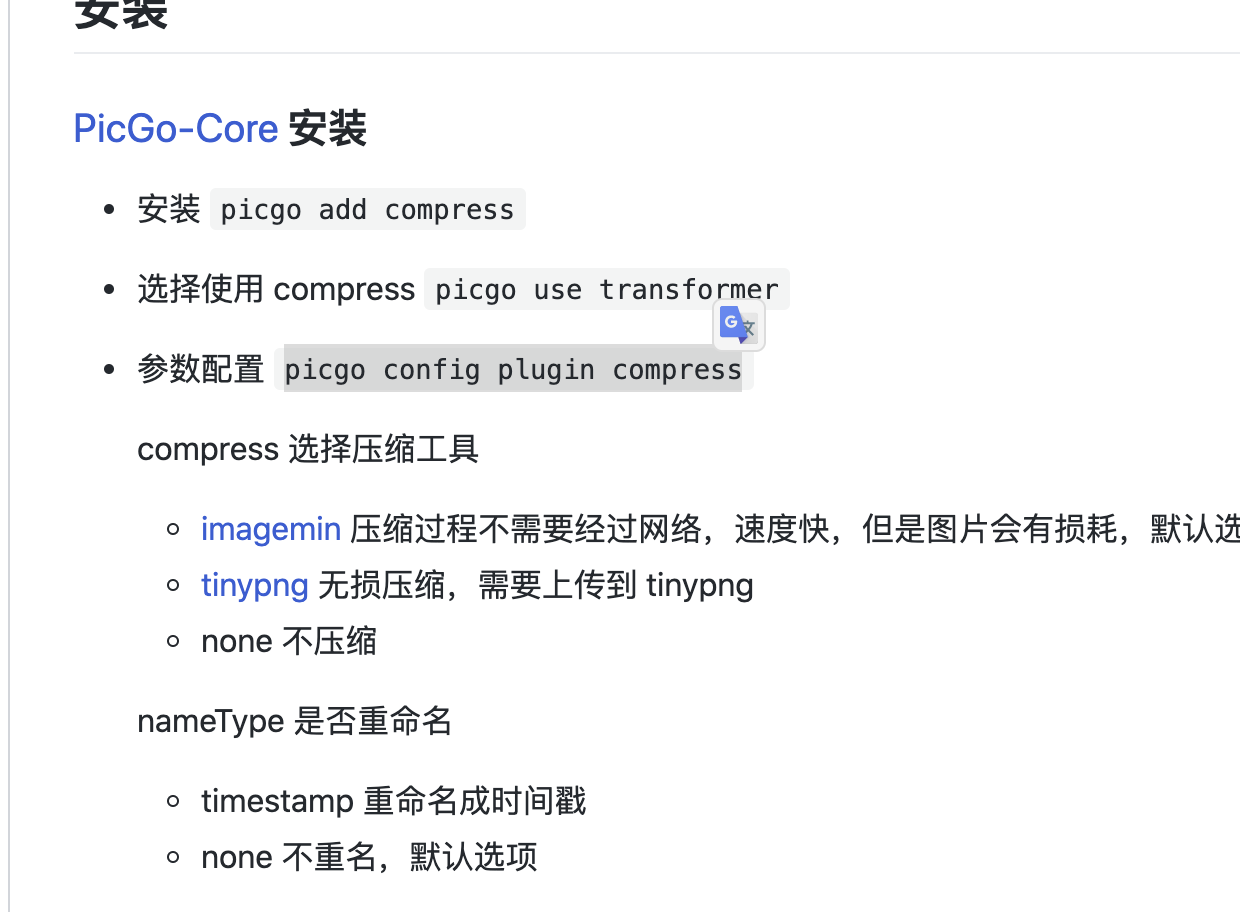 安装
PicGo-Core 安装
安装 picgo add compress
选择使用 compress picgo use transformer
参数配置 picgo config plugin compress
compress 选择压缩工具
imagemin 压缩过程不需要经过网络，速度快，但是图片会有损耗，默认选
tinypng 无损压缩，需要上传到 tinypng
none 不压缩
nameType 是否重命名
timestamp 重命名成时间戳
none 不重名，默认选项